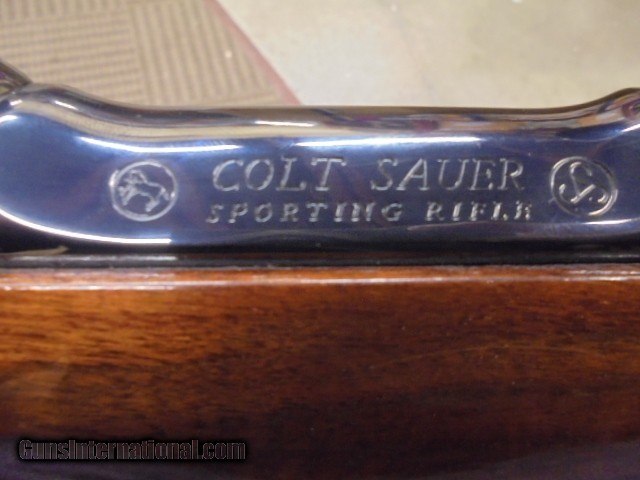 COLT SAUER
SPORTING RIFLE
GunsInternational.com